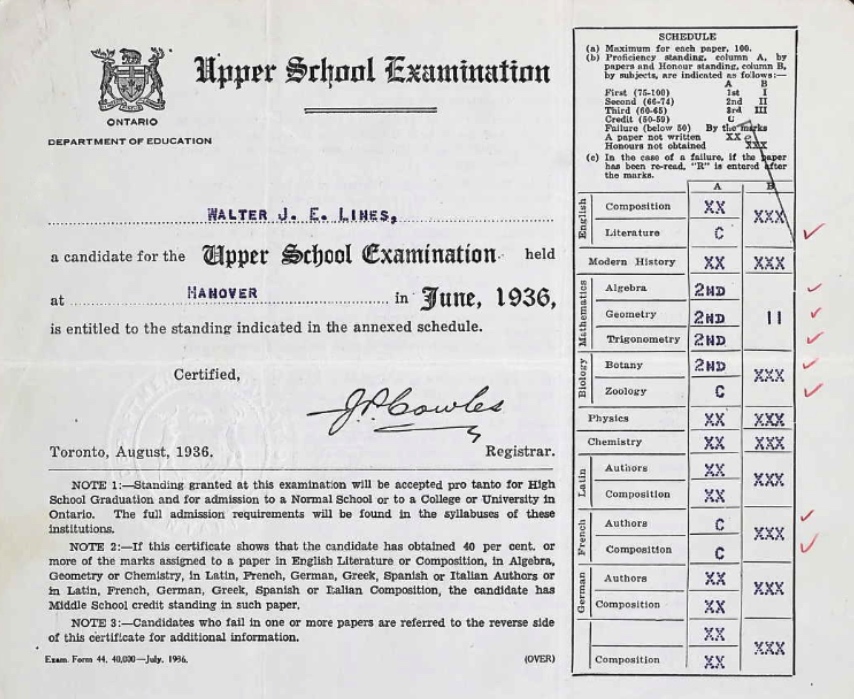 ONTARIO
DEPARTMENT OF EDUCATION
Upper School Examination
WALTER J. E. LINES,
a candidate for the Upper School Examination held
at HANOVER in June, 1936,
is entitled to the standing indicated in the annexed schedule.
Certified,
J.P. Cowles
Toronto, August, 1936. Registrar.
NOTE 1:—Standing granted at this examination will be accepted pro tanto for High
School Graduation and for admission to a Normal School or to a College or University in
Ontario. The full admission requirements will be found in the syllabuses of these
institutions.
NOTE 2:—If this certificate shows that the candidate has obtained 40 per cent. or
more of the marks assigned to a paper in English Literature or Composition, in Algebra,
Geometry or Chemistry, in Latin, French, German, Greek, Spanish or Italian Authors or
in Latin, French, German, Greek, Spanish or Italian Composition, the candidate has
Middle School credit standing in such paper.
NOTE 3:—Candidates who fail in one or more papers are referred to the reverse side
of this certificate for additional information.
Exam. Form 44, 40,000—July, 1936. (OVER)
SCHEDULE
(a) Maximum for each paper, 100.
(b) Proficiency standing, column A, by
papers and Honour standing, column B,
by subjects, are indicated as follows:—
A B
First (75-100) 1st I
Second (66-74) 2nd II
Third (60-65) 3rd III
Credit (50-59) C
Failure (below 50) By the marks
A paper not written XX
Honours not obtained XXX
(c) In the case of a failure, if the paper
has been re-read, "R" is entered after
the marks.
A B
English
Composition XX XXX
Literature C
Modern History XX XXX
Mathematics
Algebra 2ND
Geometry 2ND II
Trigonometry 2ND
Biology
Botany 2ND XXX
Zoology C
Physics XX XXX
Chemistry XX XXX
Latin
Authors XX XXX
Composition XX
French
Authors C XXX
Composition C
German
Authors XX XXX
Composition XX
XX XXX
Composition XX